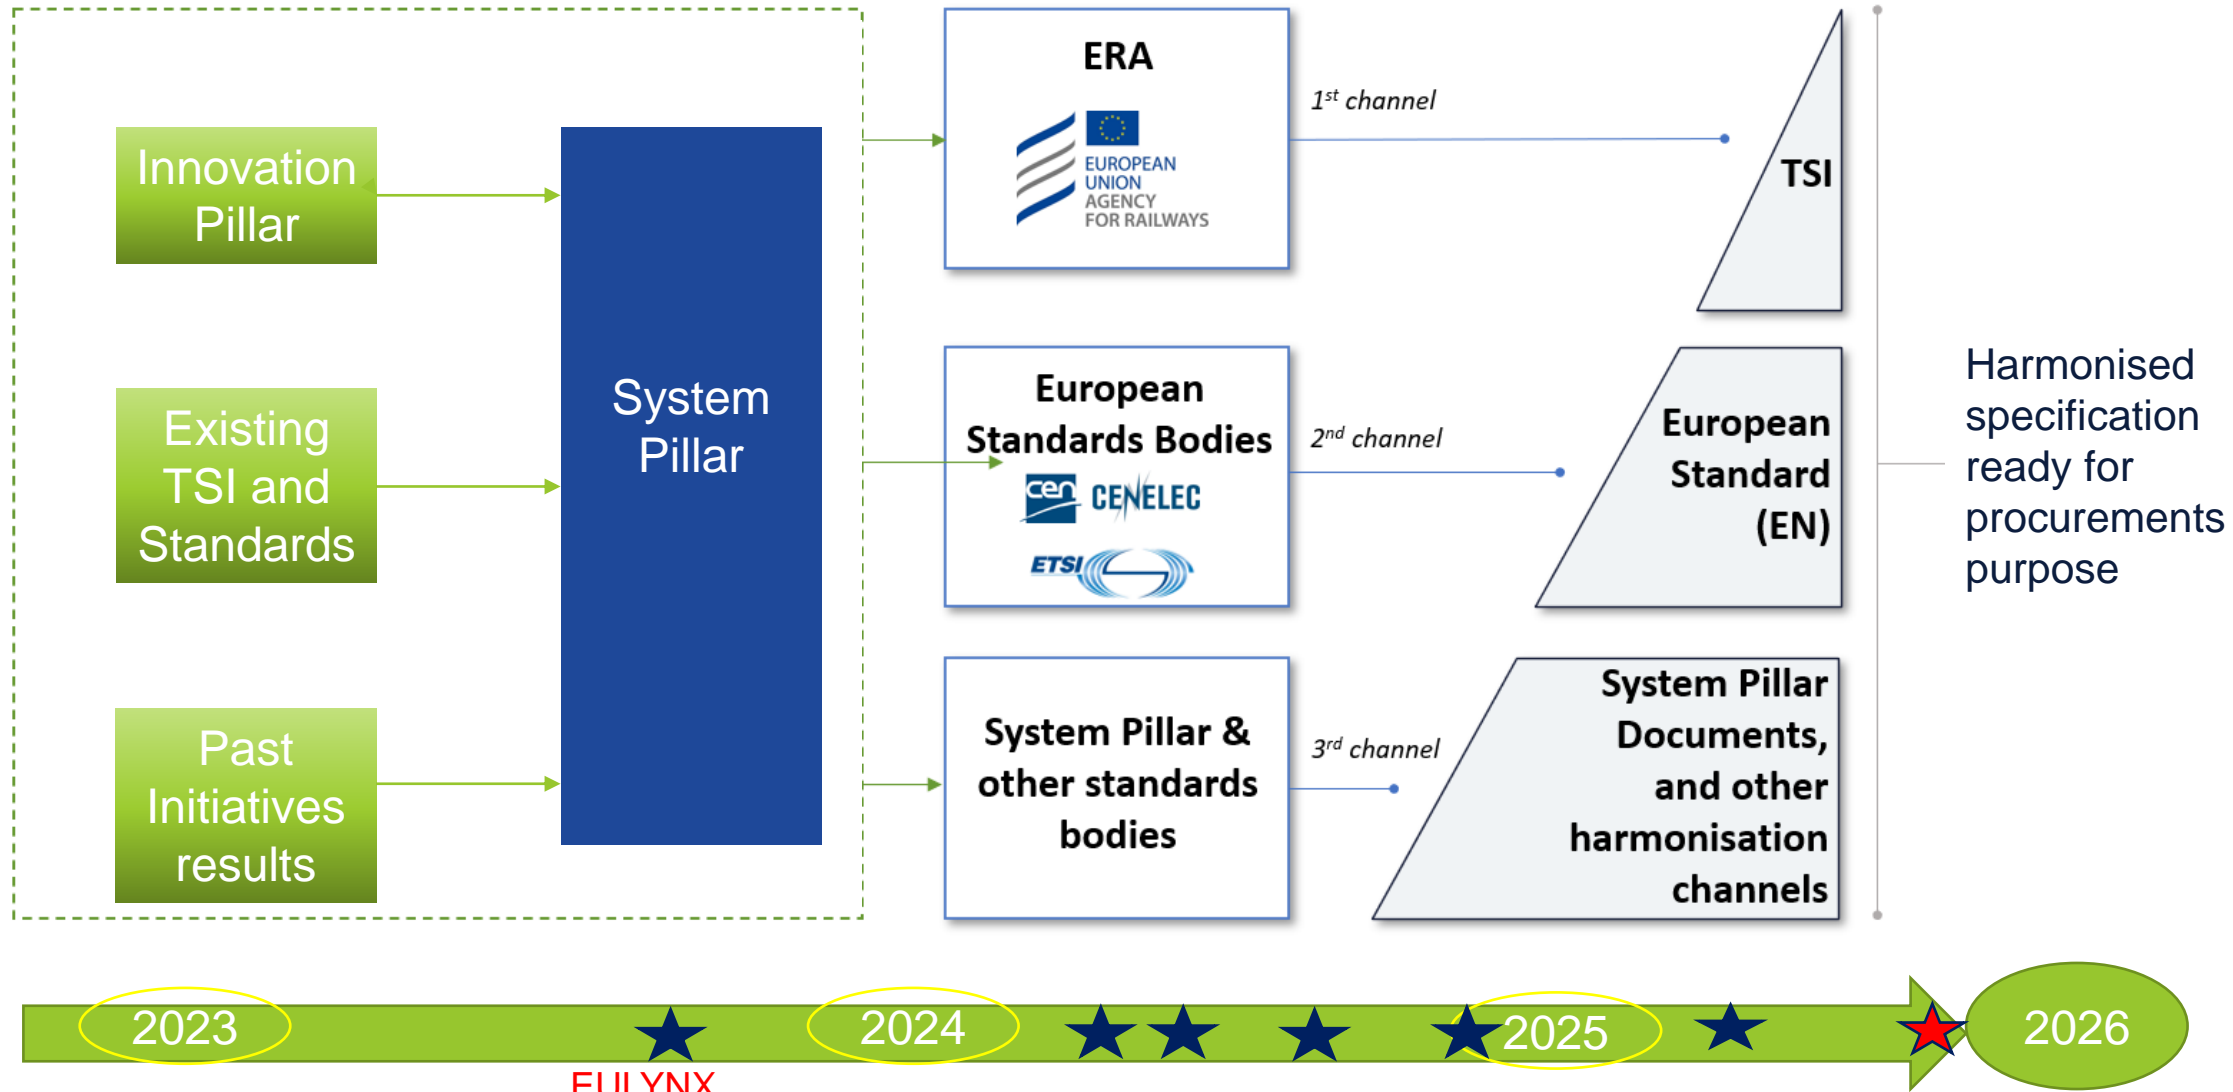 Innovation
Pillar
Existing
TSI and
Standards
Past
Initiatives
results
System
Pillar
ERA
EUROPEAN
UNION
AGENCY
FOR RAILWAYS
1st channel
TSI
European
Standards Bodies
cen CENELEC
ETSI
2nd channel
European
Standard
(EN)
System Pillar &
other standards
bodies
3rd channel
System Pillar
Documents,
and other
harmonisation
channels
Harmonised
specification
ready for
procurements
purpose
2023
2024
2025
2026
EULYNX